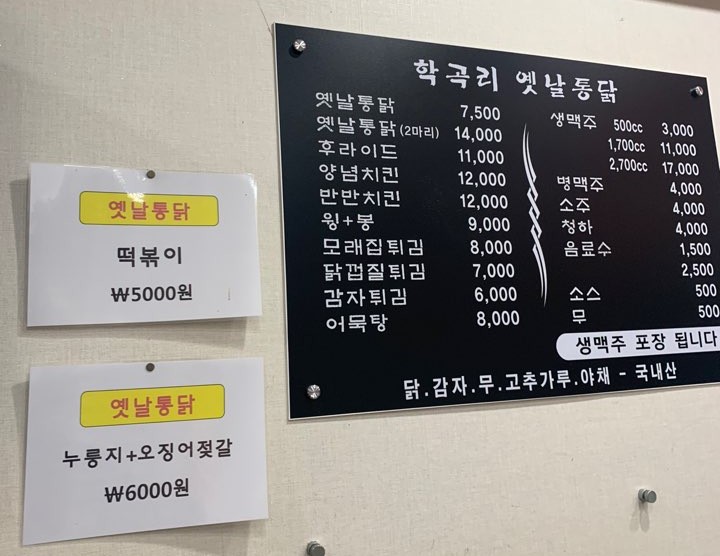 옛날통닭
떡볶이
₩5000원
옛날통닭
누룽지+오징어젖갈
₩6000원
학곡리 옛날통닭
옛날통닭 7,500
옛날통닭(2마리) 14,000
후라이드 11,000
양념치킨 12,000
반반치킨 12,000
윙+봉 9,000
모래집튀김 8,000
닭껍질튀김 7,000
감자튀김 6,000
어묵탕 8,000
생맥주 500cc 3,000
1,700cc 11,000
2,700cc 17,000
병맥주 4,000
소주 4,000
청하 4,000
음료수 1,500
2,500
소스 500
무 500
생맥주 포장 됩니다
닭.감자.무.고추가루.야채 - 국내산